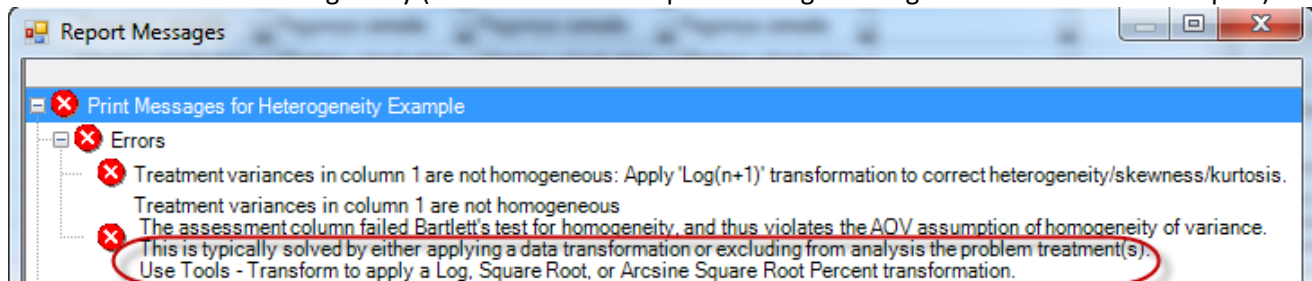 Report Messages
Print Messages for Heterogeneity Example
Errors
Treatment variances in column 1 are not homogeneous: Apply 'Log(n+1)' transformation to correct heterogeneity/skewness/kurtosis.
Treatment variances in column 1 are not homogeneous
The assessment column failed Bartlett's test for homogeneity, and thus violates the AOV assumption of homogeneity of variance.
This is typically solved by either applying a data transformation or excluding from analysis the problem treatment(s).
Use Tools - Transform to apply a Log, Square Root, or Arcsine Square Root Percent transformation.